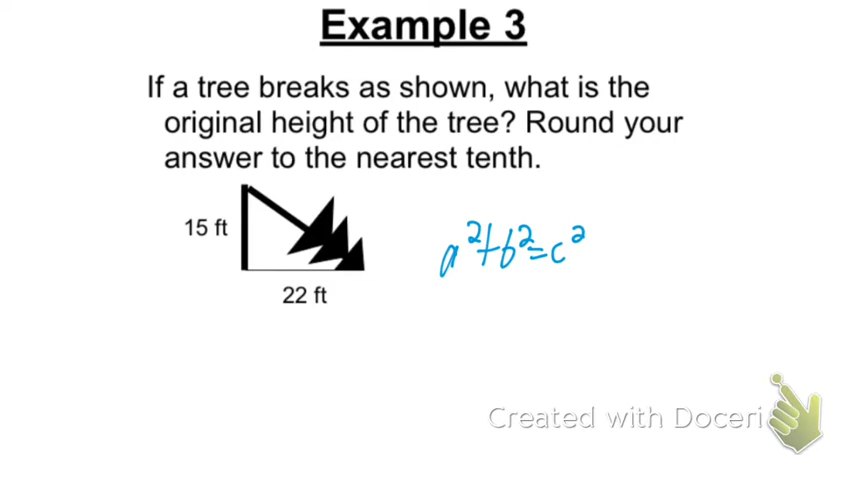 Example 3
If a tree breaks as shown, what is the
original height of the tree? Round your
answer to the nearest tenth.
15 ft
a²+b²=c²
22 ft
Created with Doceri